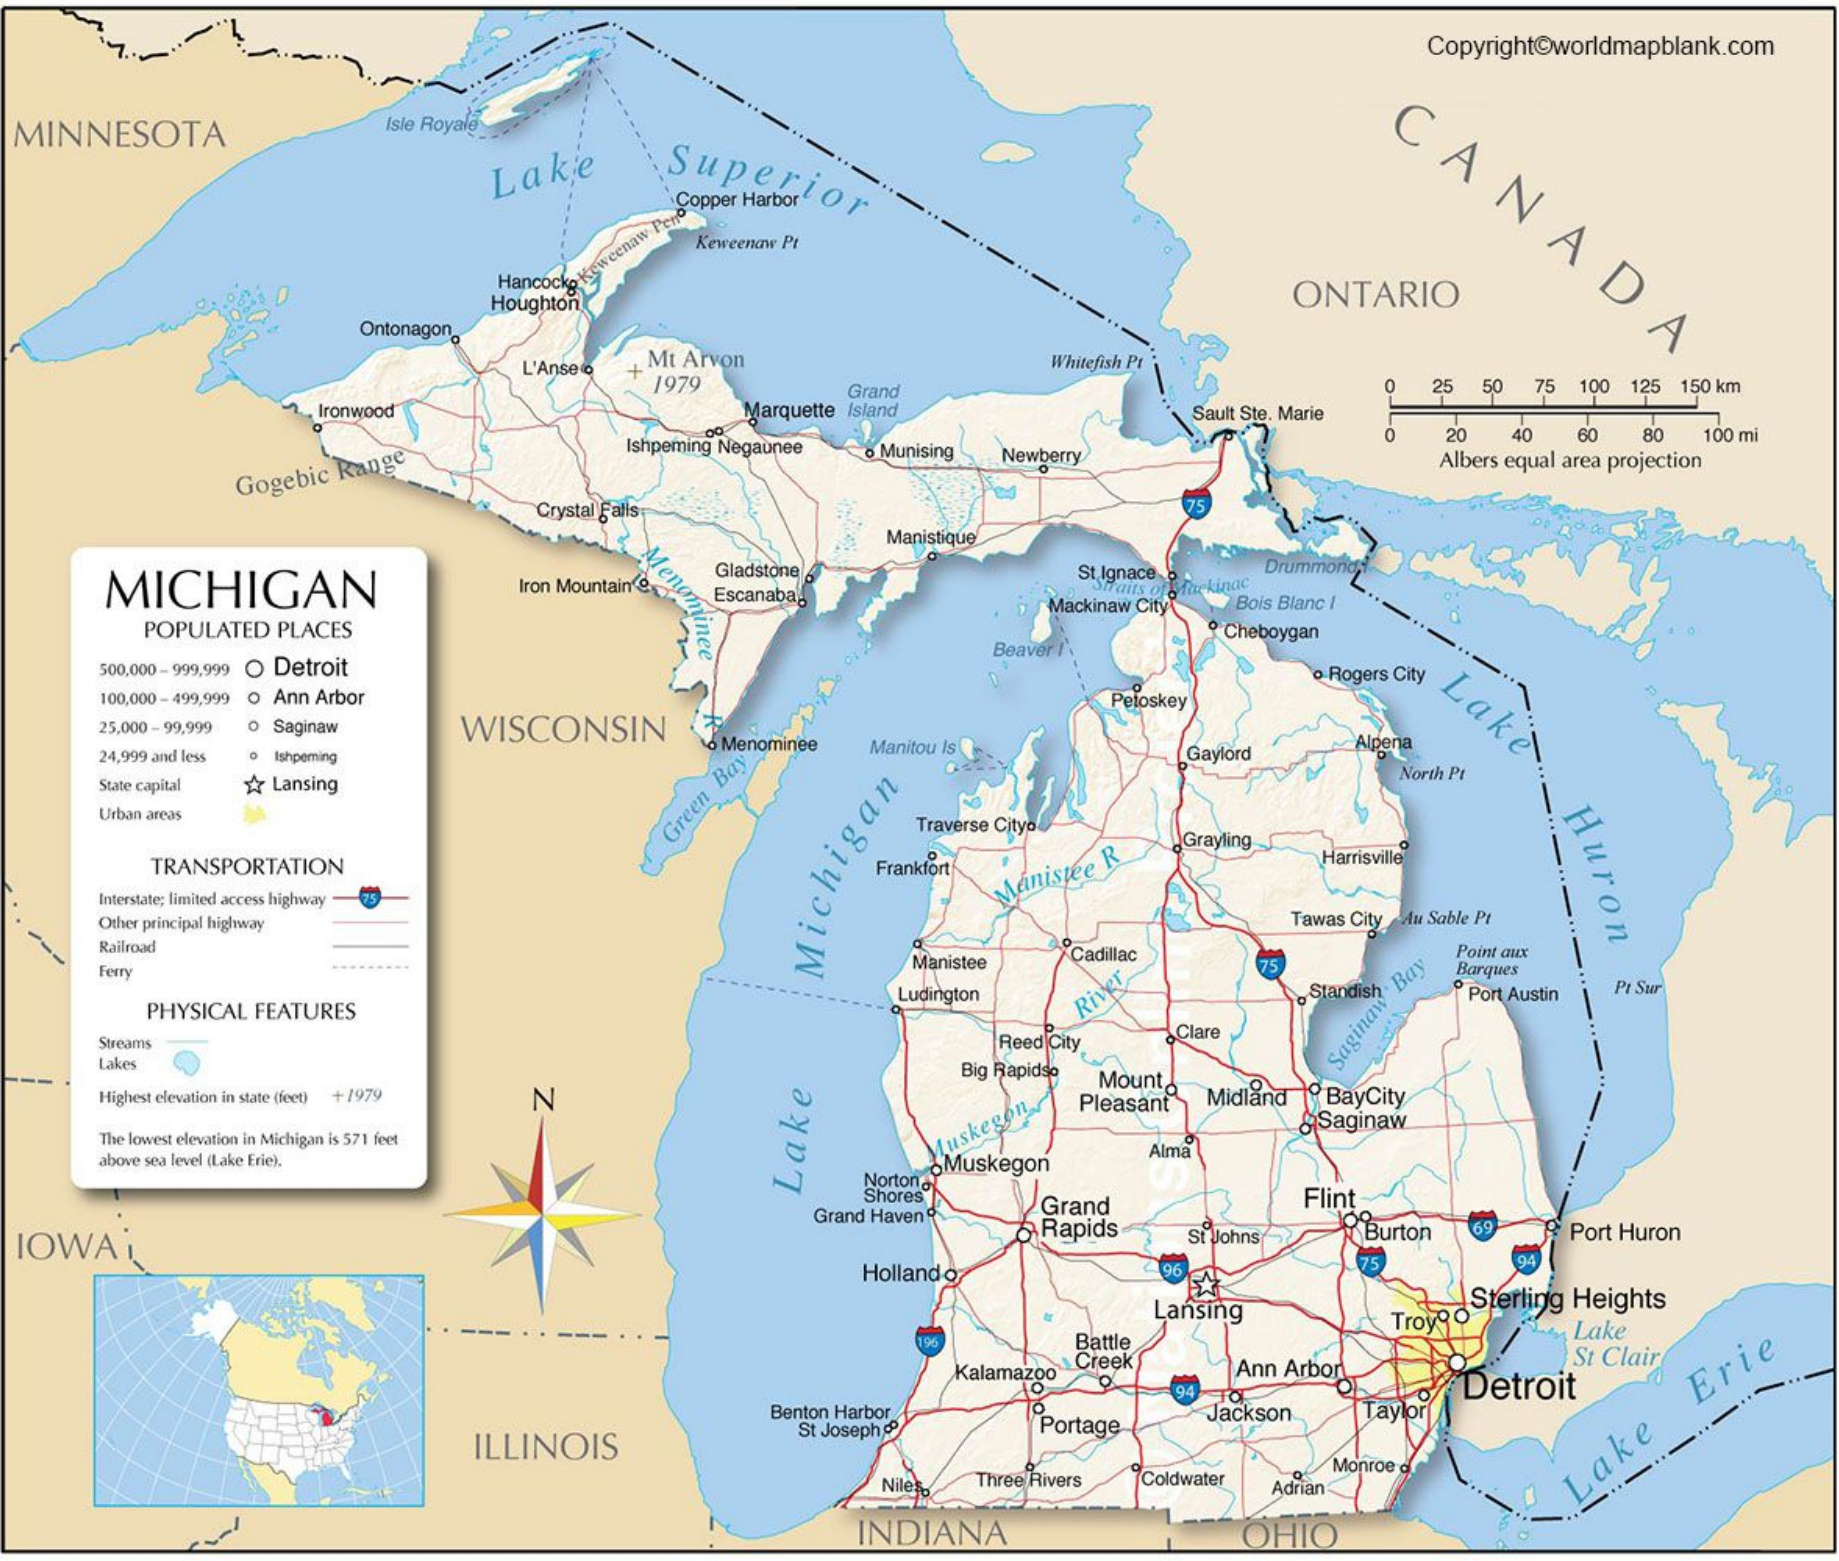 Copyright©worldmapblank.com
MINNESOTA
CANADA
Isle Royale
Lake Superior
Copper Harbor
Keweenaw Pen
Keweenaw Pt
Hancock
Houghton
ONTARIO
Ontonagon
L'Anse
Mt Arvon
1979
Whitefish Pt
Grand
Island
Ironwood
Marquette
Sault Ste. Marie
0 25 50 75 100 125 150 km
0 20 40 60 80 100 mi
Albers equal area projection
Ishpeming
Negaunee
Munising
Newberry
Gogebic Range
75
Crystal Falls
Manistique
Iron Mountain
Menominee R
Gladstone
Escanaba
St Ignace
Straits of Mackinac
Mackinaw City
Drummond I
Bois Blanc I
Cheboygan
Beaver I
Rogers City
Petoskey
WISCONSIN
Menominee
Green Bay
Manitou Is
Gaylord
Alpena
North Pt
Lake Huron
Lake Michigan
Traverse City
Frankfort
Manistee R
Grayling
Harrisville
Tawas City
Au Sable Pt
Manistee
Cadillac
75
Point aux
Barques
Port Austin
Pt Sur
Ludington
Standish
Saginaw Bay
Reed City
Clare
Big Rapids
Muskegon River
Mount
Pleasant
Midland
BayCity
Saginaw
Alma
Muskegon
Norton
Shores
Grand Haven
Grand
Rapids
St Johns
Flint
Burton
69
Port Huron
75
94
Holland
96
Lansing
Sterling Heights
Troy
Lake
St Clair
196
Battle
Creek
Kalamazoo
94
Ann Arbor
Detroit
Lake Erie
Benton Harbor
St Joseph
Portage
Jackson
Taylor
Niles
Three Rivers
Coldwater
Adrian
Monroe
IOWA
ILLINOIS
INDIANA
OHIO
N
MICHIGAN
POPULATED PLACES
500,000 – 999,999 Detroit
100,000 – 499,999 Ann Arbor
25,000 – 99,999 Saginaw
24,999 and less Ishpeming
State capital Lansing
Urban areas
TRANSPORTATION
Interstate; limited access highway 75
Other principal highway
Railroad
Ferry
PHYSICAL FEATURES
Streams
Lakes
Highest elevation in state (feet) +1979
The lowest elevation in Michigan is 571 feet
above sea level (Lake Erie).